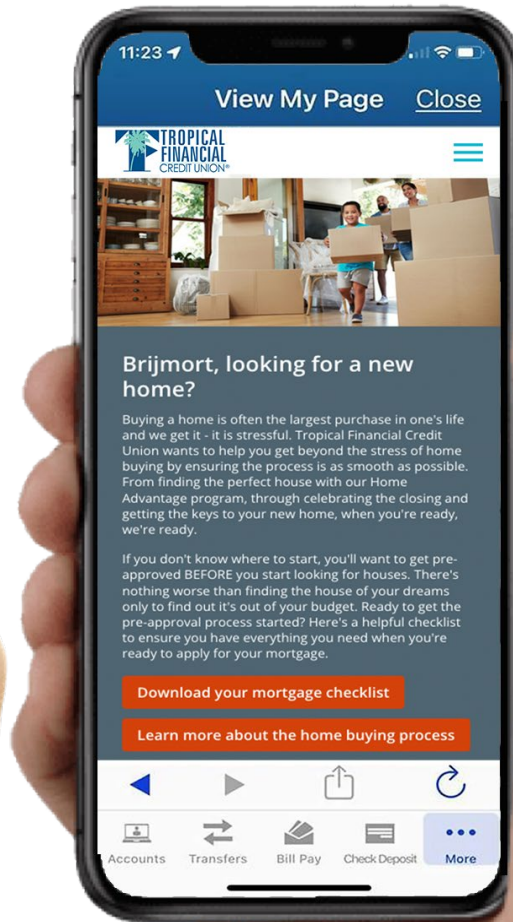 11:23
View My Page Close
TROPICAL
FINANCIAL
CREDIT UNION®
Brijmort, looking for a new
home?
Buying a home is often the largest purchase in one's life
and we get it - it is stressful. Tropical Financial Credit
Union wants to help you get beyond the stress of home
buying by ensuring the process is as smooth as possible.
From finding the perfect house with our Home
Advantage program, through celebrating the closing and
getting the keys to your new home, when you're ready,
we're ready.
If you don't know where to start, you'll want to get pre-
approved BEFORE you start looking for houses. There's
nothing worse than finding the house of your dreams
only to find out it's out of your budget. Ready to get the
pre-approval process started? Here's a helpful checklist
to ensure you have everything you need when you're
ready to apply for your mortgage.
Download your mortgage checklist
Learn more about the home buying process
Accounts Transfers Bill Pay Check Deposit More